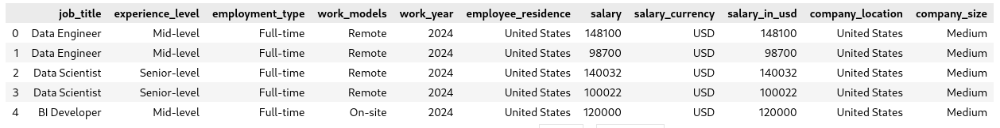 job_title experience_level employment_type work_models work_year employee_residence salary salary_currency salary_in_usd company_location company_size
0 Data Engineer Mid-level Full-time Remote 2024 United States 148100 USD 148100 United States Medium
1 Data Engineer Mid-level Full-time Remote 2024 United States 98700 USD 98700 United States Medium
2 Data Scientist Senior-level Full-time Remote 2024 United States 140032 USD 140032 United States Medium
3 Data Scientist Senior-level Full-time Remote 2024 United States 100022 USD 100022 United States Medium
4 BI Developer Mid-level Full-time On-site 2024 United States 120000 USD 120000 United States Medium